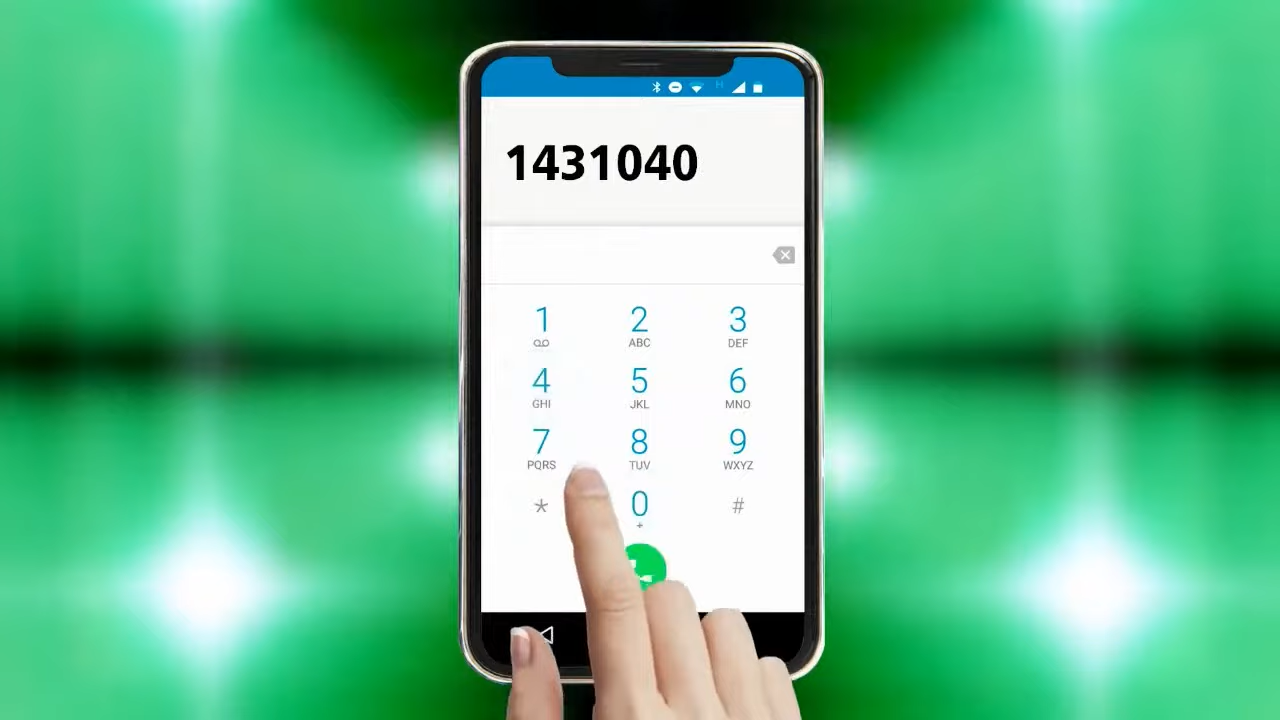 1431040
1 2 3
ABC DEF
4 5 6
GHI JKL MNO
7 8 9
PQRS TUV WXYZ
* 0 #
+